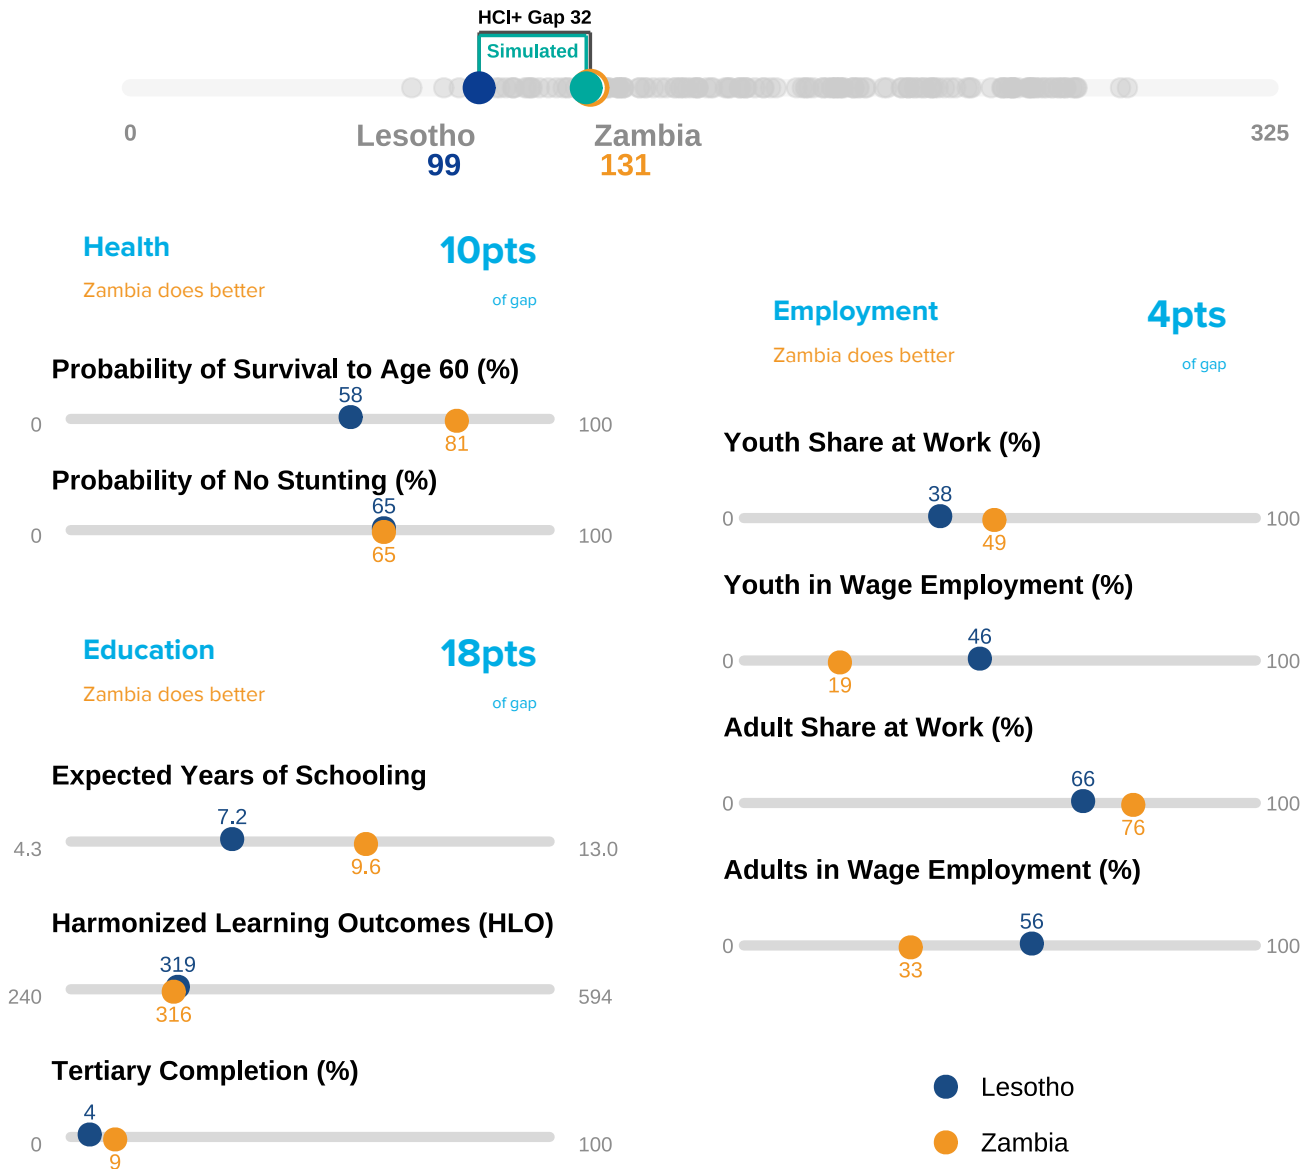 HCI+ Gap 32
Simulated
0
Lesotho
99
Zambia
131
325
Health
10pts
Zambia does better
of gap
Probability of Survival to Age 60 (%)
58
0
100
81
Probability of No Stunting (%)
65
0
100
65
Education
18pts
Zambia does better
of gap
Expected Years of Schooling
7.2
4.3
13.0
9.6
Harmonized Learning Outcomes (HLO)
319
240
594
316
Tertiary Completion (%)
4
0
100
9
Employment
4pts
Zambia does better
of gap
Youth Share at Work (%)
38
0
100
49
Youth in Wage Employment (%)
46
0
100
19
Adult Share at Work (%)
66
0
100
76
Adults in Wage Employment (%)
56
0
100
33
Lesotho
Zambia